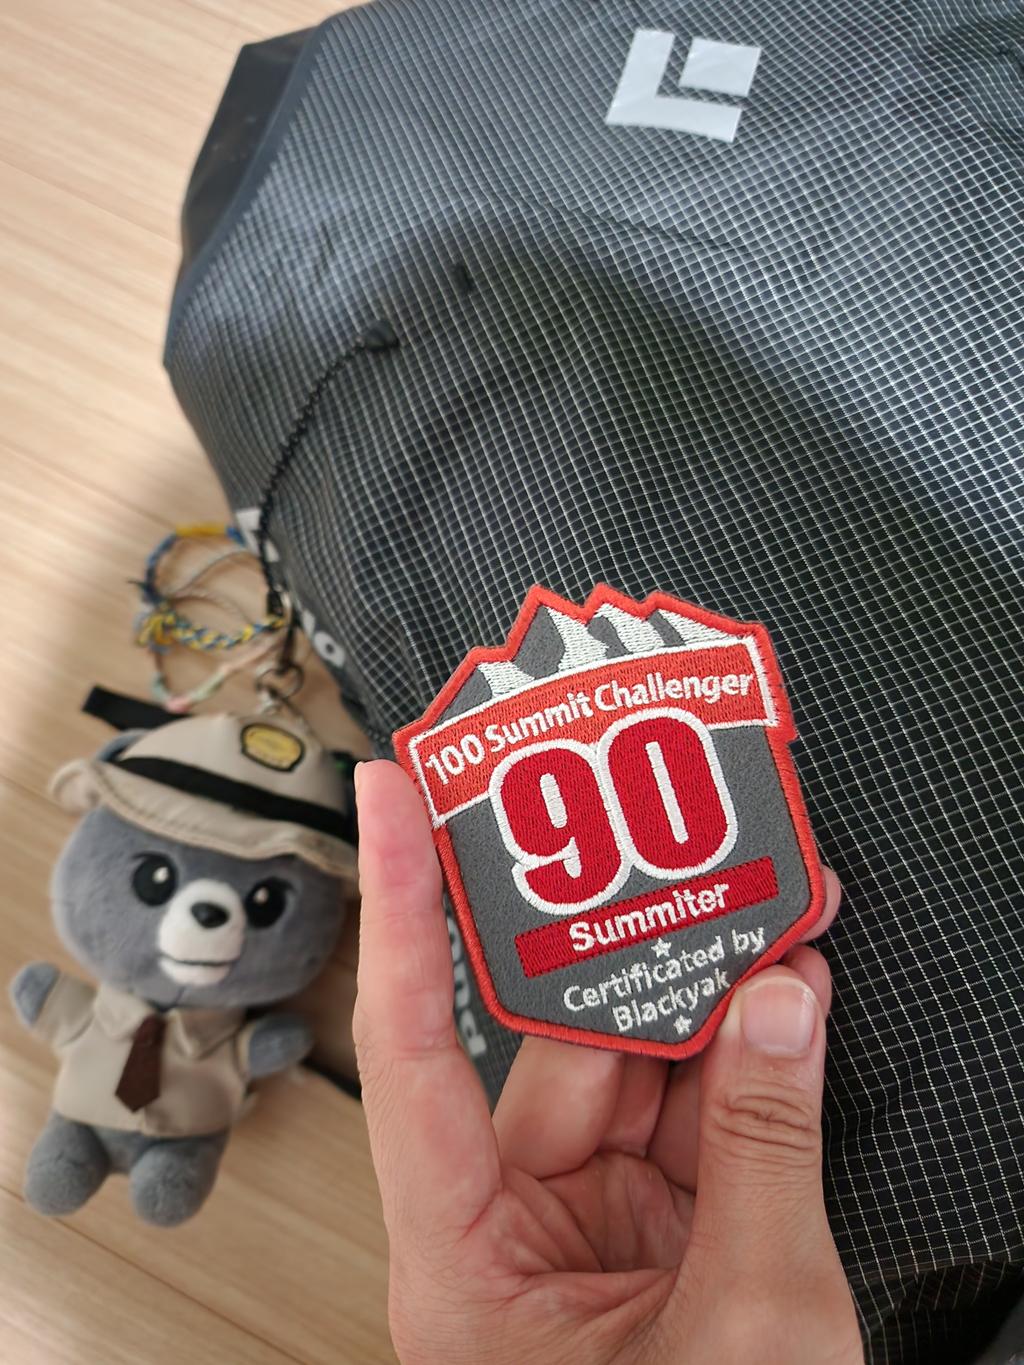 100 Summit Challenger
90
Summiter
Certificated by
Blackyak